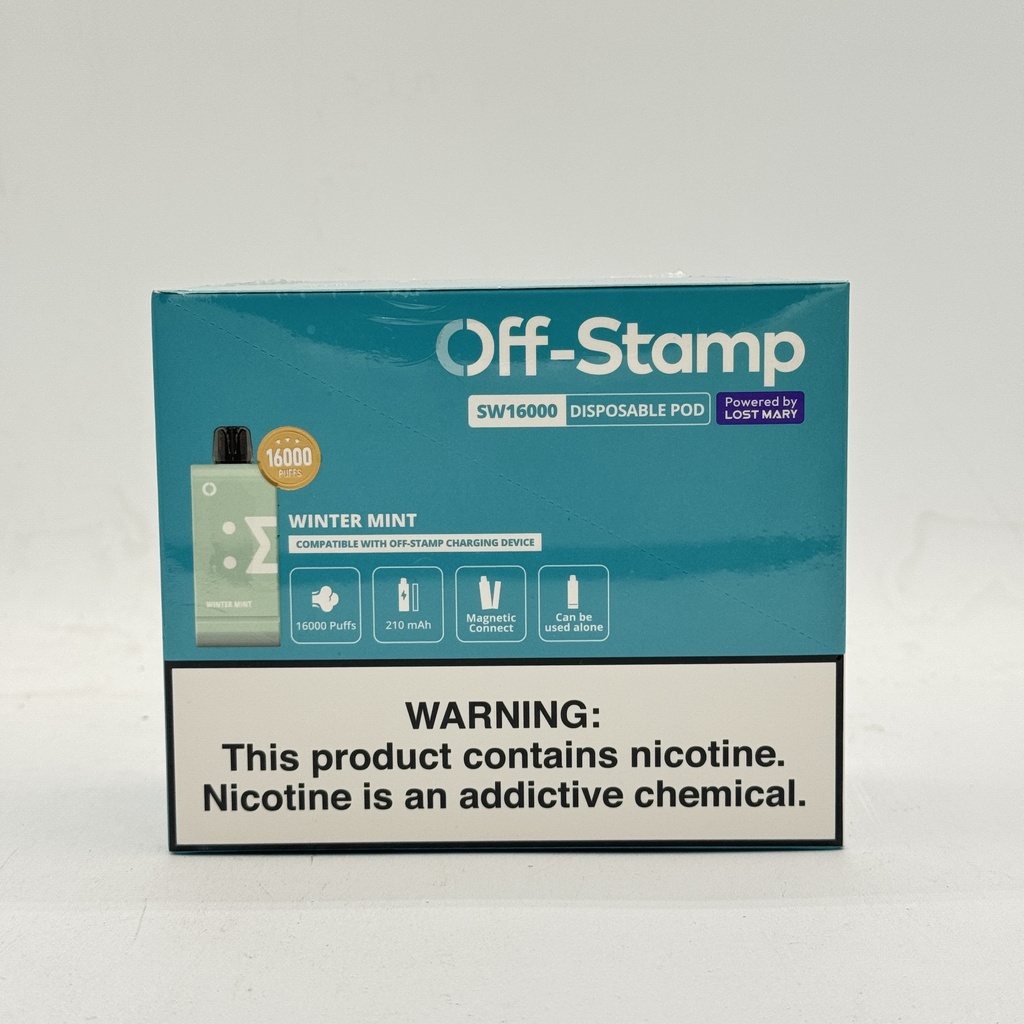 Off-Stamp
SW16000 DISPOSABLE POD Powered by LOST MARY
16000
PUFFS
WINTER MINT
COMPATIBLE WITH OFF-STAMP CHARGING DEVICE
:Σ
WINTER MINT
16000 Puffs
210 mAh
Magnetic
Connect
Can be
used alone
WARNING:
This product contains nicotine.
Nicotine is an addictive chemical.